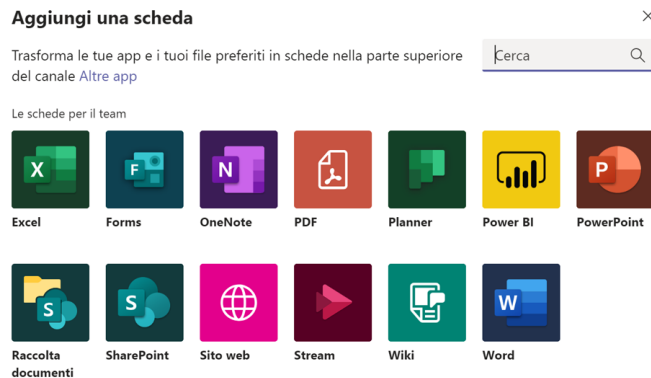 Aggiungi una scheda
Trasforma le tue app e i tuoi file preferiti in schede nella parte superiore
del canale Altre app
Cerca
Le schede per il team
Excel
Forms
OneNote
PDF
Planner
Power BI
PowerPoint
Raccolta
documenti
SharePoint
Sito web
Stream
Wiki
Word